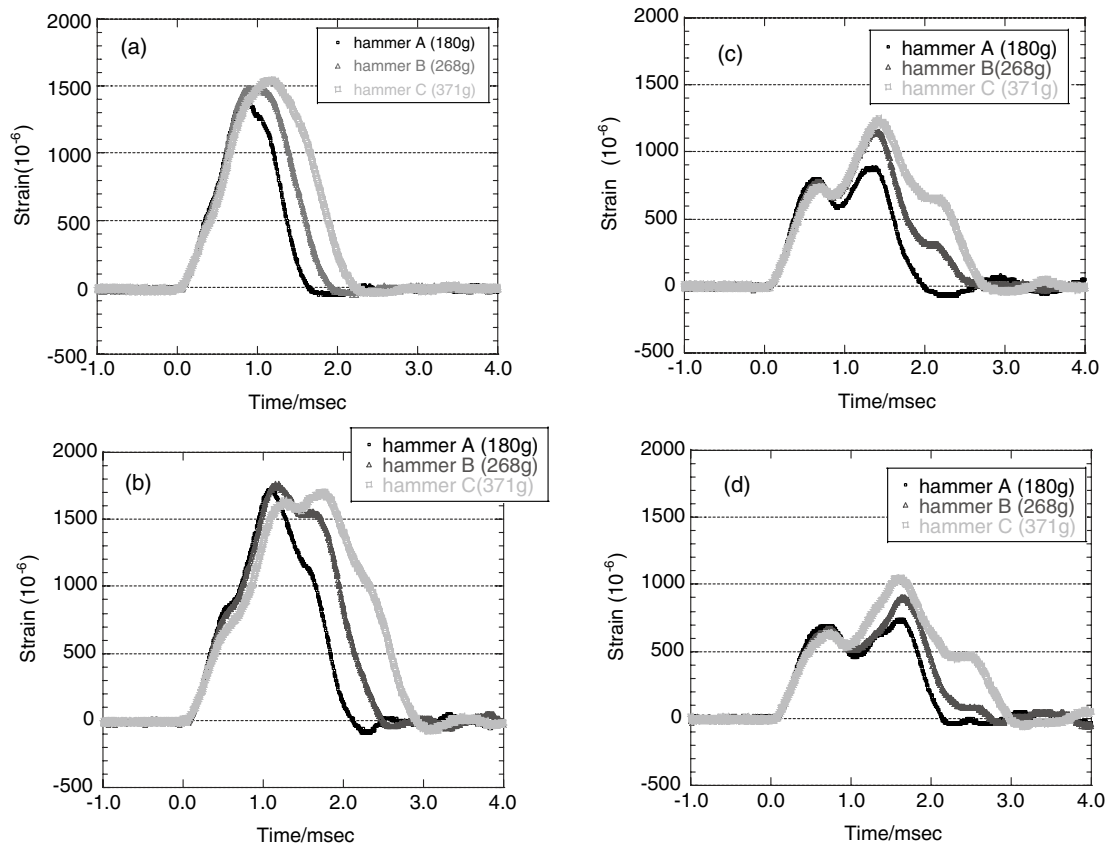 2000
1500
1000
500
0
-500
-1.0 0.0 1.0 2.0 3.0 4.0
Time/msec
Strain(10-6)
(a)
hammer A (180g)
hammer B (268g)
hammer C (371g)
2000
1500
1000
500
0
-500
-1.0 0.0 1.0 2.0 3.0 4.0
Time/msec
Strain (10-6)
(c)
hammer A (180g)
hammer B(268g)
hammer C (371g)
2000
1500
1000
500
0
-500
-1.0 0.0 1.0 2.0 3.0 4.0
Time/msec
Strain (10-6)
(b)
hammer A (180g)
hammer B (268g)
hammer C(371g)
2000
1500
1000
500
0
-500
-1.0 0.0 1.0 2.0 3.0 4.0
Time/msec
Strain (10-6)
(d)
hammer A (180g)
hammer B (268g)
hammer C (371g)